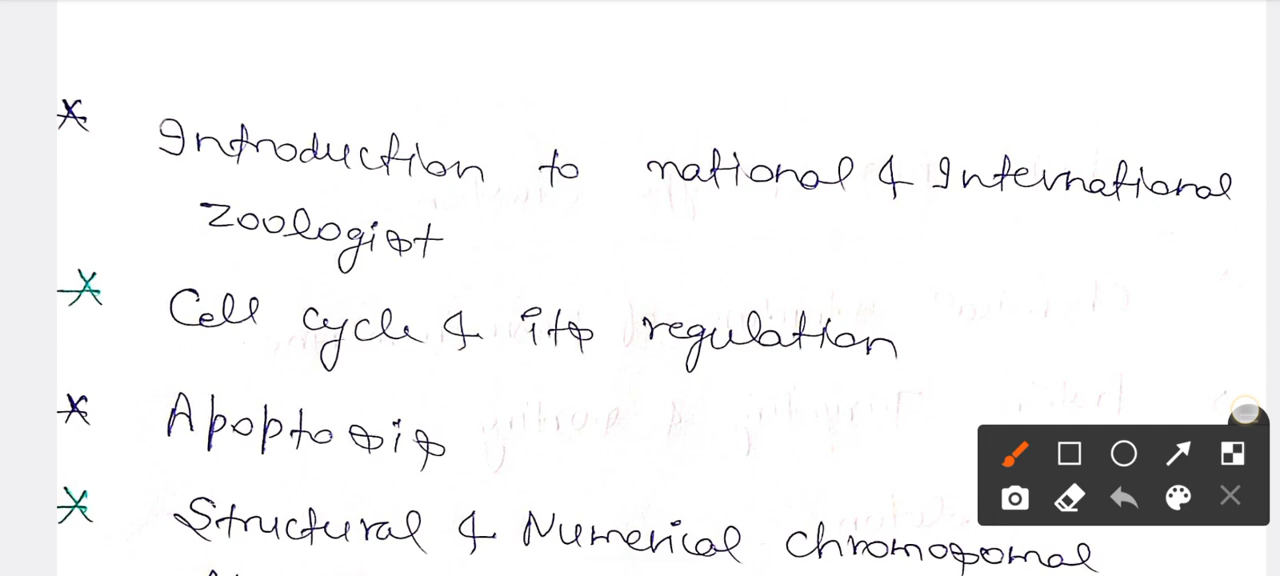 * Introduction to national & International
Zoologist
* Cell cycle & its regulation
* Apoptosis
* Structural & Numerical chromosomal